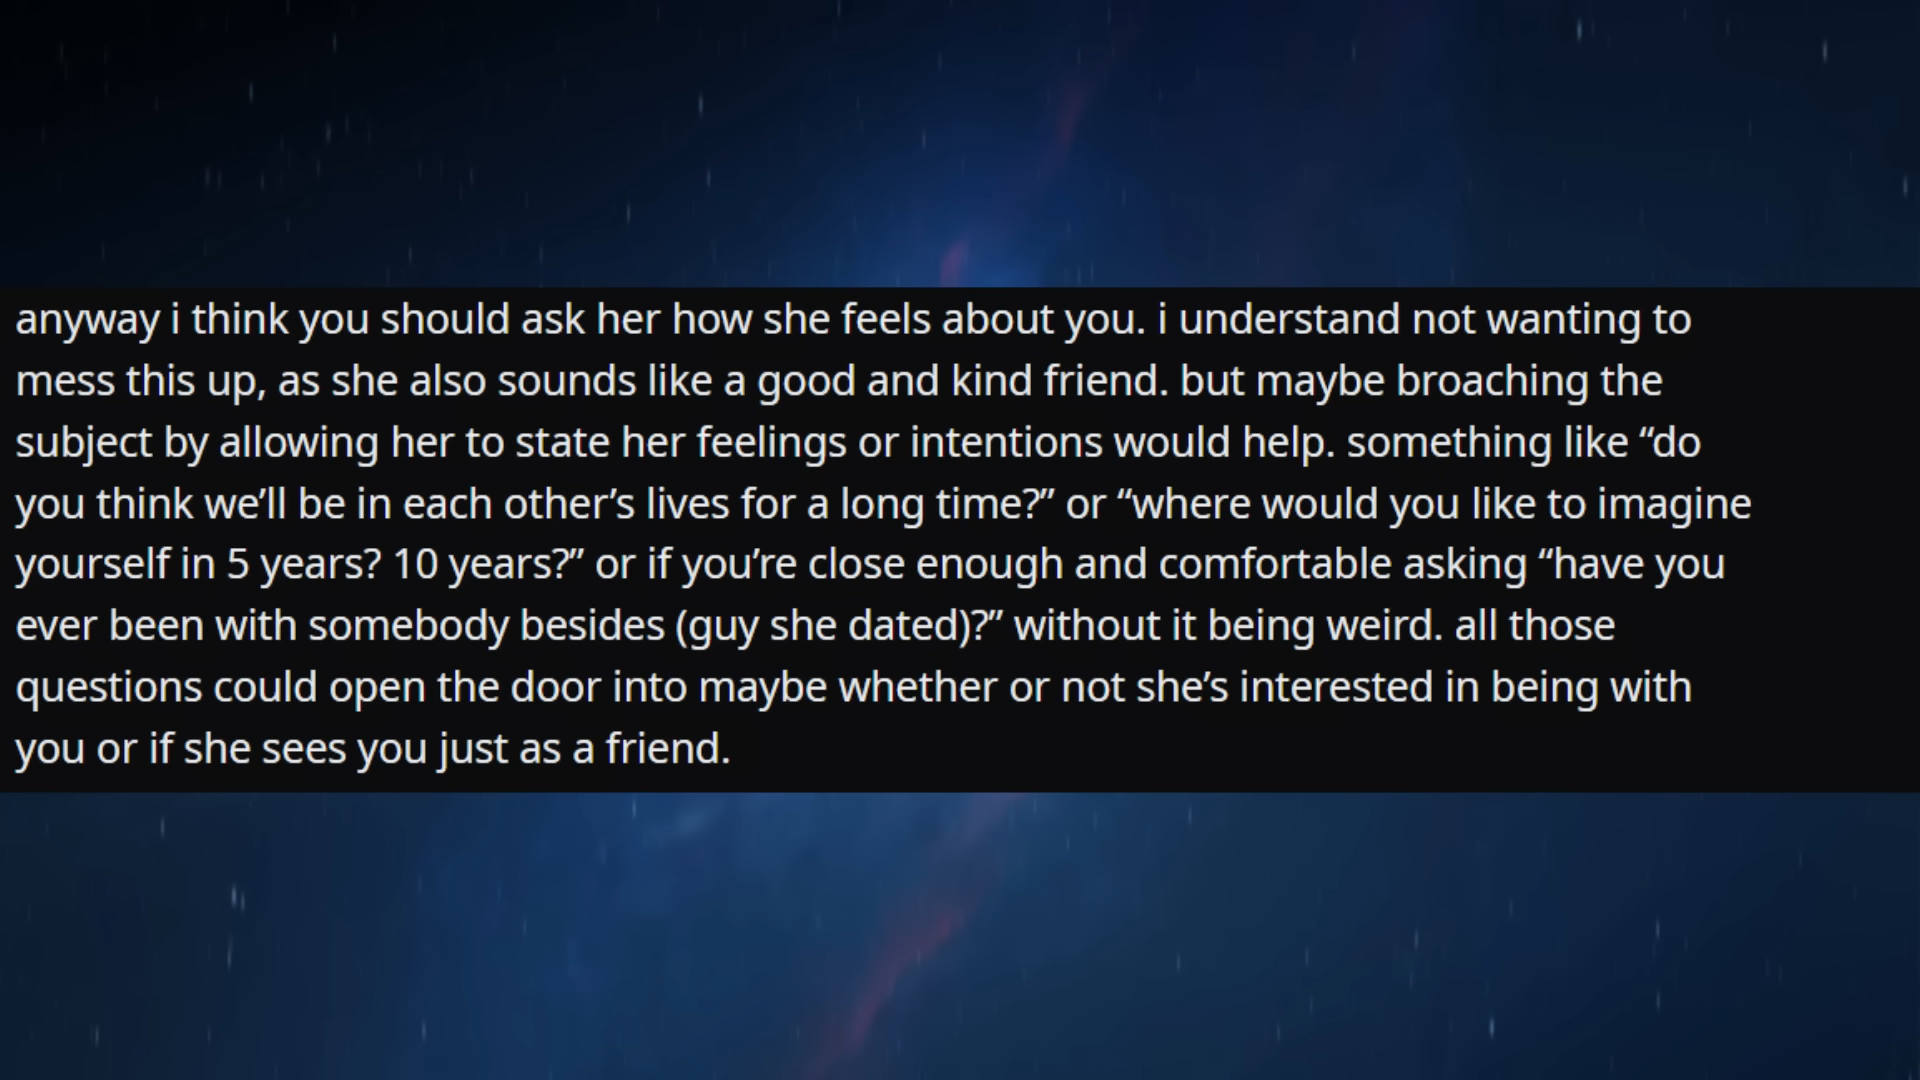 anyway i think you should ask her how she feels about you. i understand not wanting to
mess this up, as she also sounds like a good and kind friend. but maybe broaching the
subject by allowing her to state her feelings or intentions would help. something like “do
you think we’ll be in each other’s lives for a long time?” or “where would you like to imagine
yourself in 5 years? 10 years?” or if you’re close enough and comfortable asking “have you
ever been with somebody besides (guy she dated)?” without it being weird. all those
questions could open the door into maybe whether or not she’s interested in being with
you or if she sees you just as a friend.